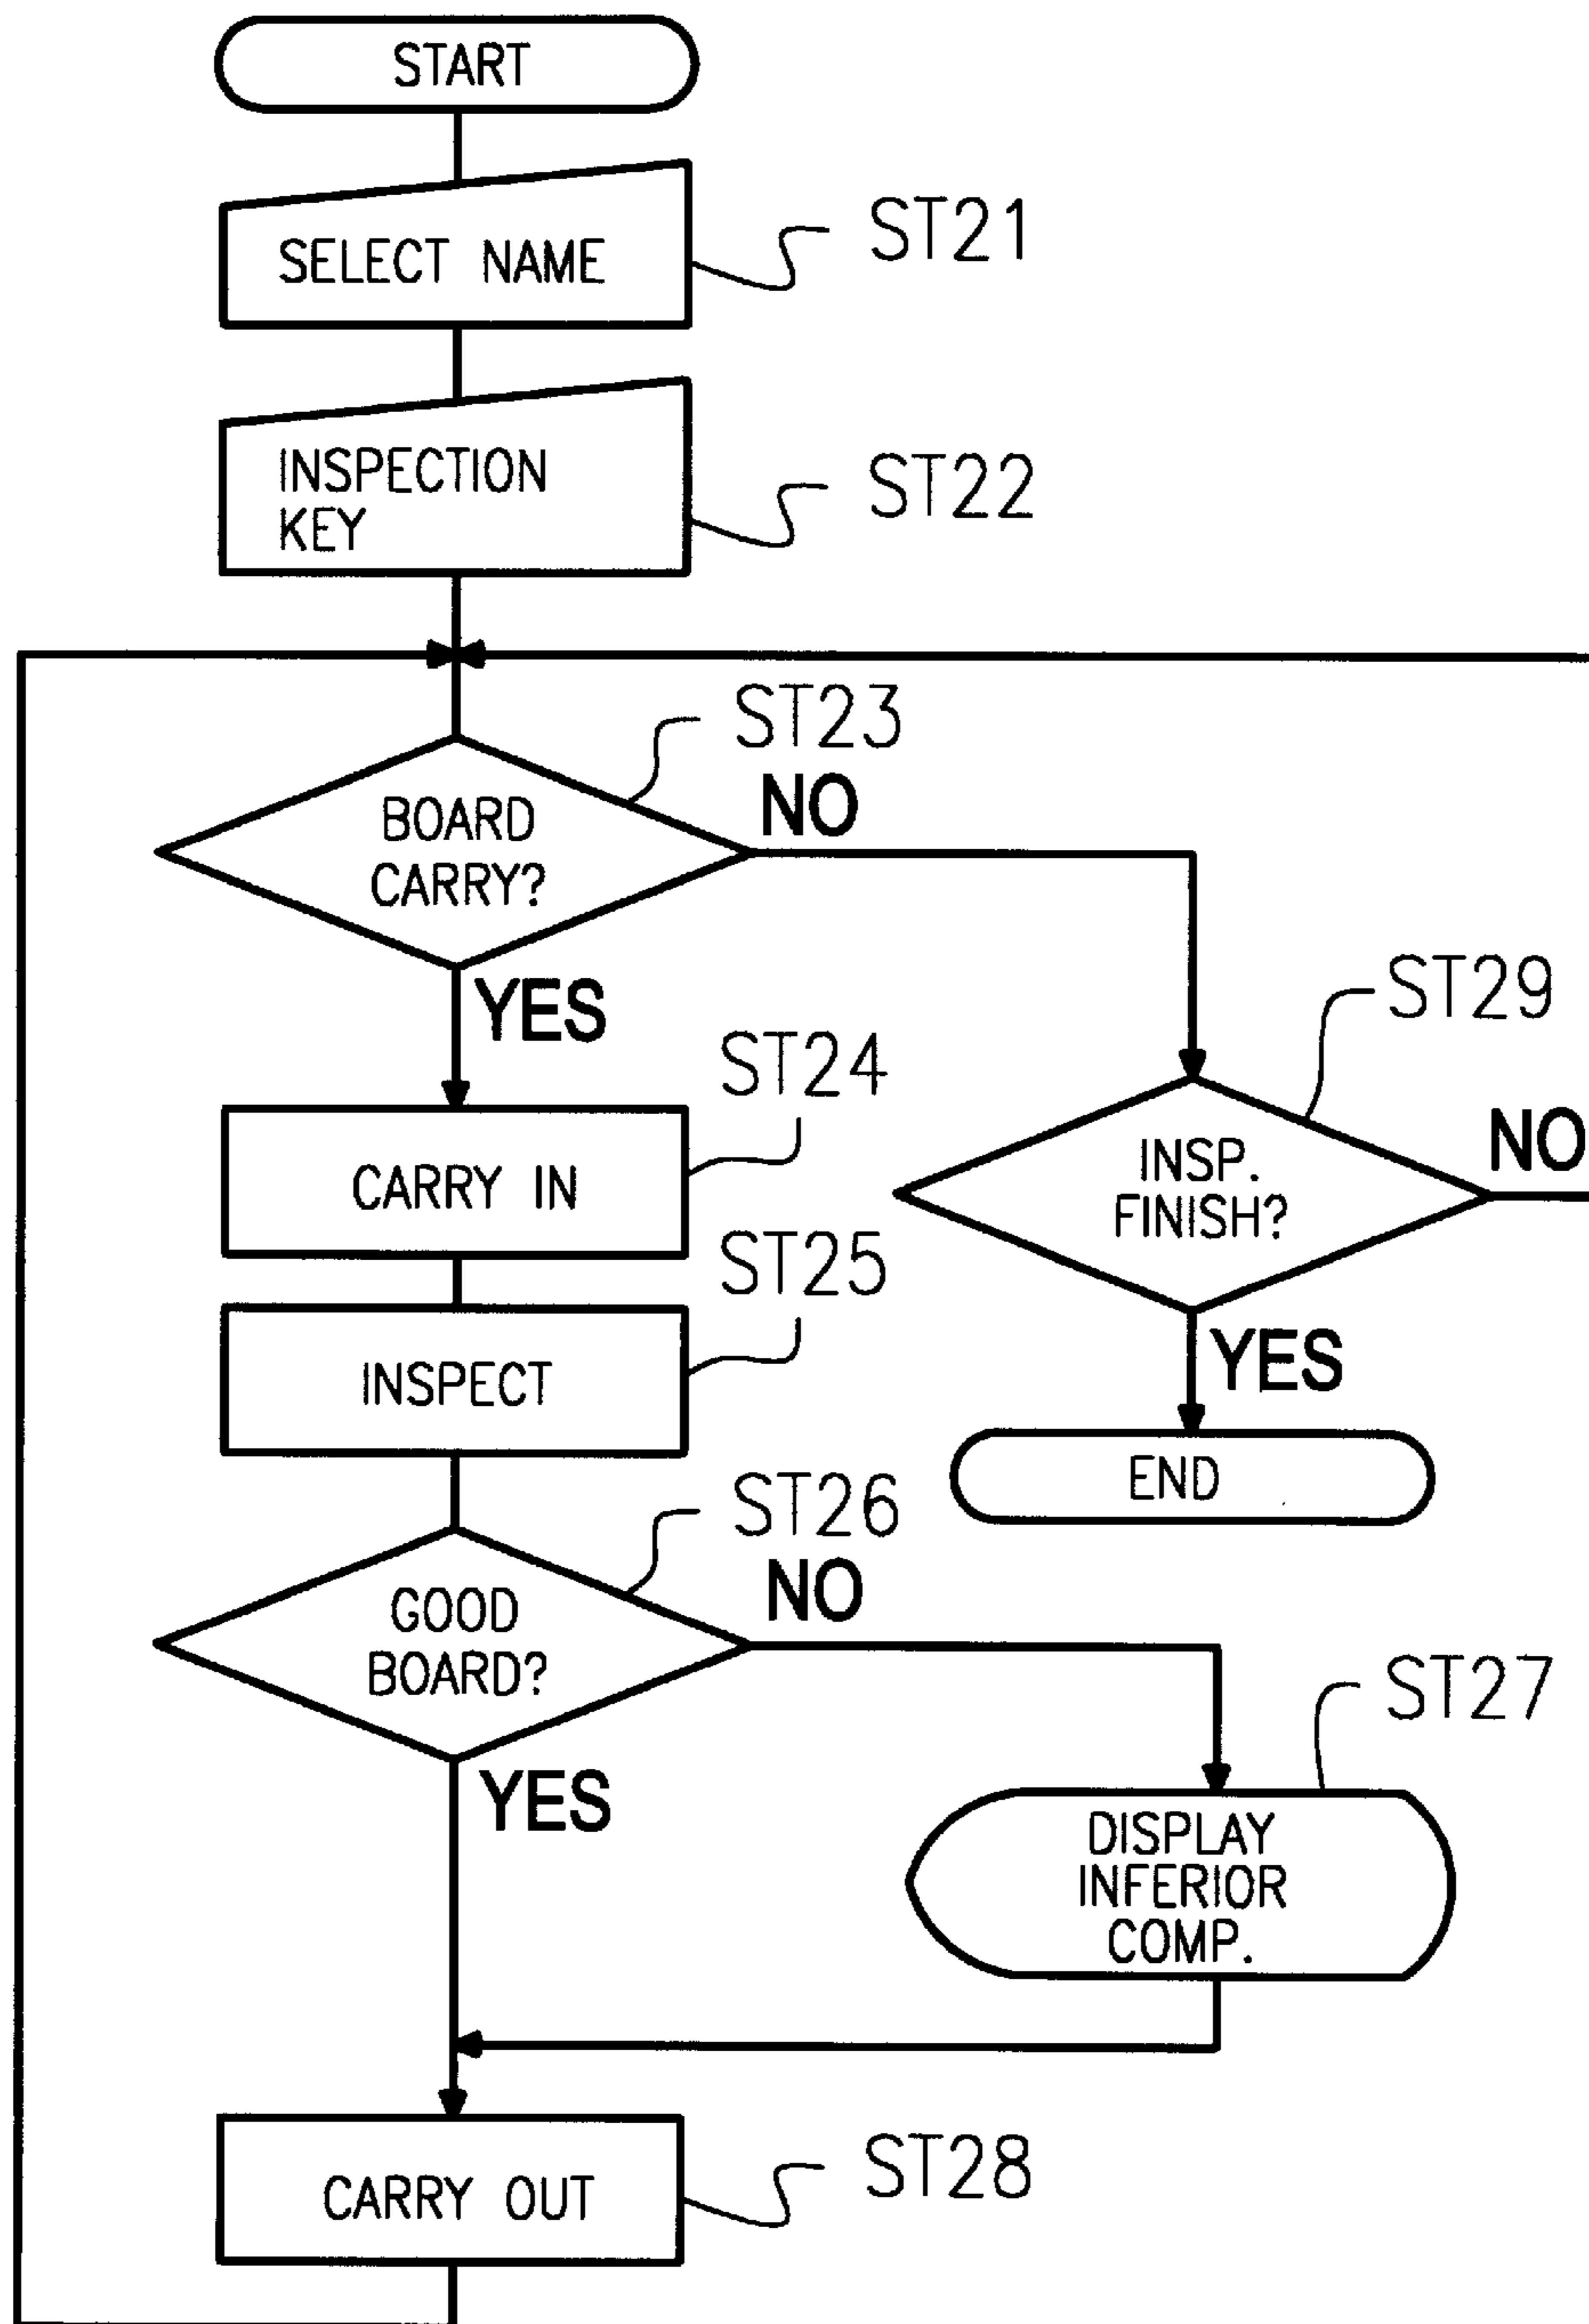 START
SELECT NAME
ST21
INSPECTION
KEY
ST22
ST23
NO
BOARD
CARRY?
YES
ST29
ST24
NO
INSP.
FINISH?
CARRY IN
ST25
YES
INSPECT
END
ST26
NO
GOOD
BOARD?
ST27
YES
DISPLAY
INFERIOR
COMP.
ST28
CARRY OUT